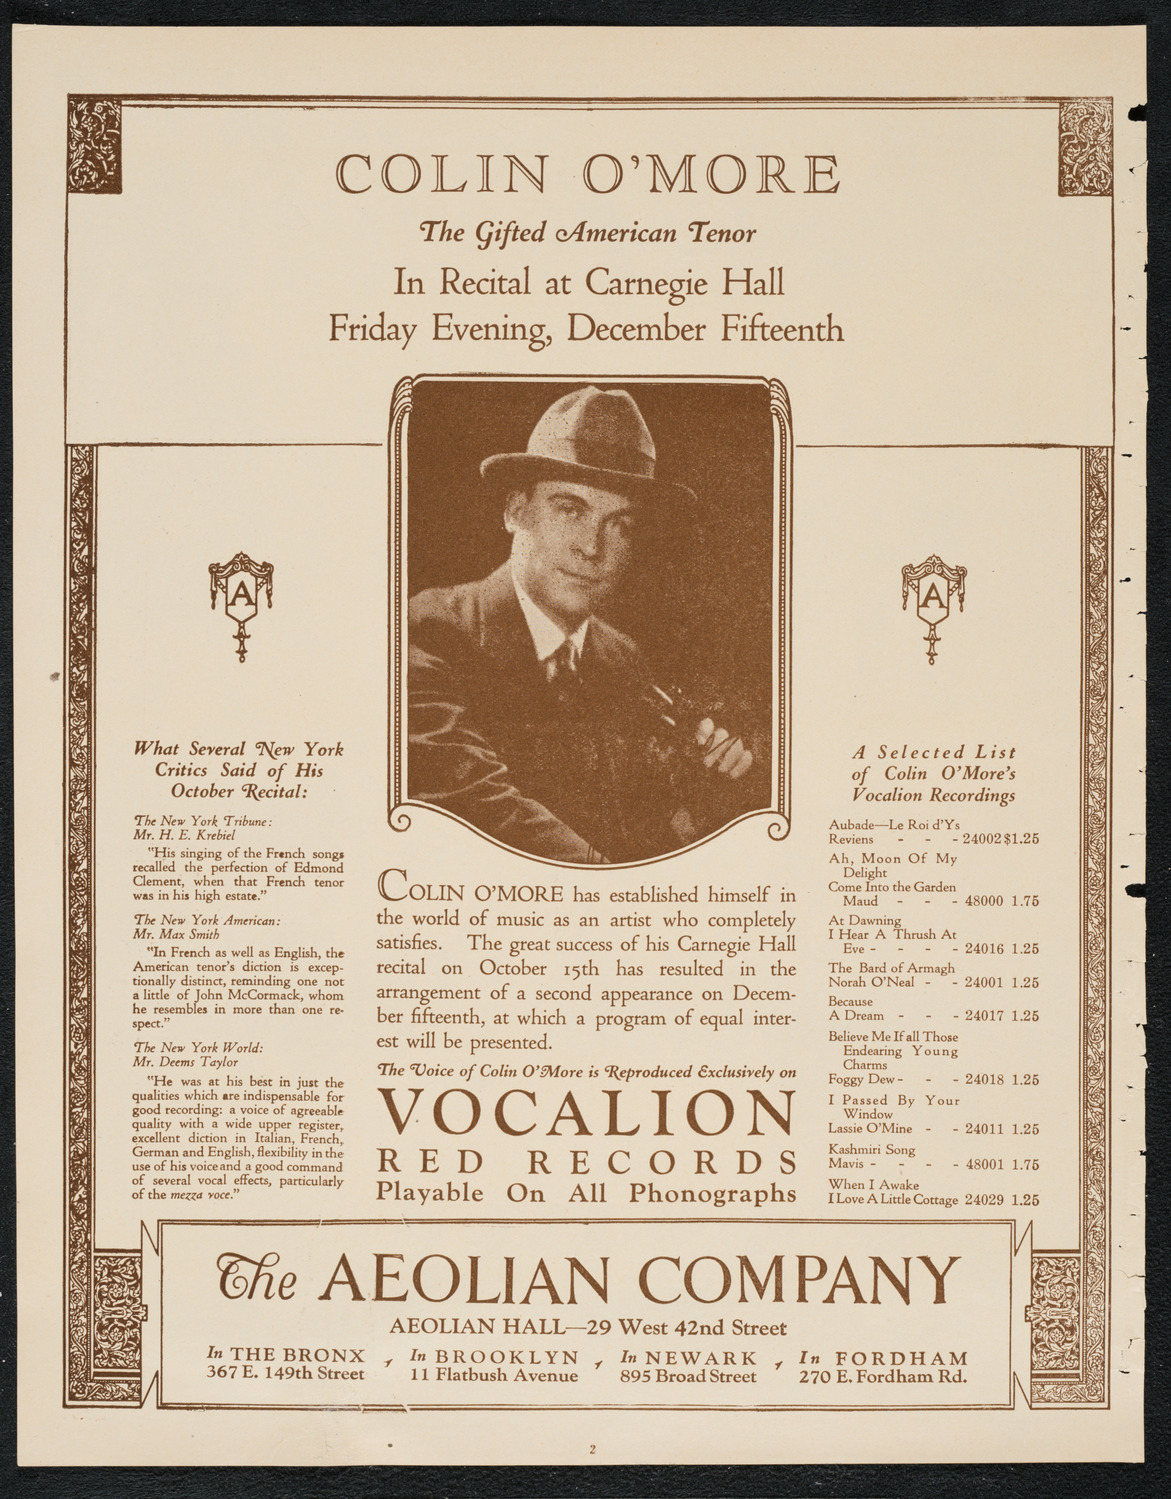 COLIN O'MORE
The Gifted American Tenor
In Recital at Carnegie Hall
Friday Evening, December Fifteenth
A
A
What Several New York
Critics Said of His
October Recital:
The New York Tribune:
Mr. H. E. Krebiel
"His singing of the French songs
recalled the perfection of Edmond
Clement, when that French tenor
was in his high estate."
The New York American:
Mr. Max Smith
"In French as well as English, the
American tenor's diction is excep-
tionally distinct, reminding one not
a little of John McCormack, whom
he resembles in more than one re-
spect."
The New York World:
Mr. Deems Taylor
"He was at his best in just the
qualities which are indispensable for
good recording: a voice of agreeable
quality with a wide upper register,
excellent diction in Italian, French,
German and English, flexibility in the
use of his voice and a good command
of several vocal effects, particularly
of the mezza voce."
COLIN O'MORE has established himself in
the world of music as an artist who completely
satisfies. The great success of his Carnegie Hall
recital on October 15th has resulted in the
arrangement of a second appearance on Decem-
ber fifteenth, at which a program of equal inter-
est will be presented.
The Voice of Colin O'More is Reproduced Exclusively on
VOCALION
RED RECORDS
Playable On All Phonographs
A Selected List
of Colin O'More's
Vocalion Recordings
Aubade—Le Roi d'Ys
Reviens - - - 24002 $1.25
Ah, Moon Of My
Delight
Come Into the Garden
Maud - - - 48000 1.75
At Dawning
I Hear A Thrush At
Eve - - - - 24016 1.25
The Bard of Armagh
Norah O'Neal - - 24001 1.25
Because
A Dream - - - 24017 1.25
Believe Me If all Those
Endearing Young
Charms
Foggy Dew - - - 24018 1.25
I Passed By Your
Window
Lassie O'Mine - - 24011 1.25
Kashmiri Song
Mavis - - - - 48001 1.75
When I Awake
I Love A Little Cottage 24029 1.25
The AEOLIAN COMPANY
AEOLIAN HALL—29 West 42nd Street
In THE BRONX , In BROOKLYN , In NEWARK , In FORDHAM
367 E. 149th Street 11 Flatbush Avenue 895 Broad Street 270 E. Fordham Rd.
2